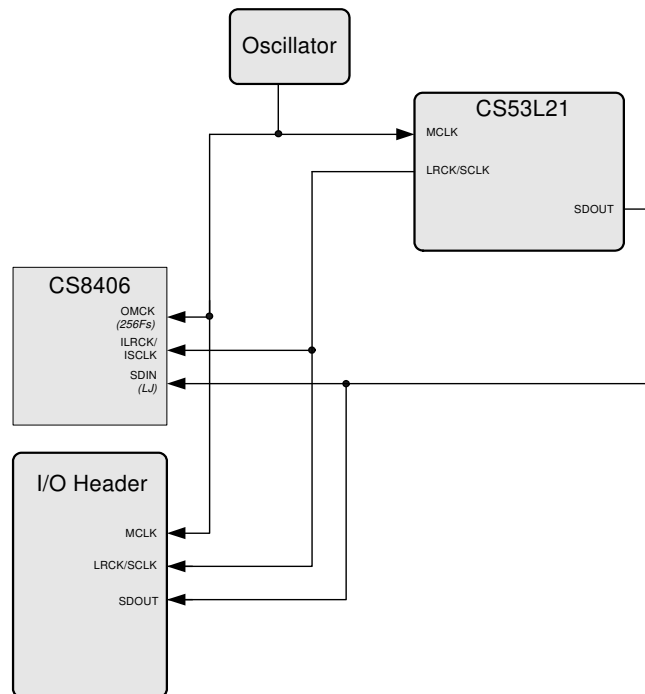 Oscillator
CS53L21
MCLK
LRCK/SCLK
SDOUT
CS8406
OMCK
(256Fs)
ILRCK/
ISCLK
SDIN
(LJ)
I/O Header
MCLK
LRCK/SCLK
SDOUT